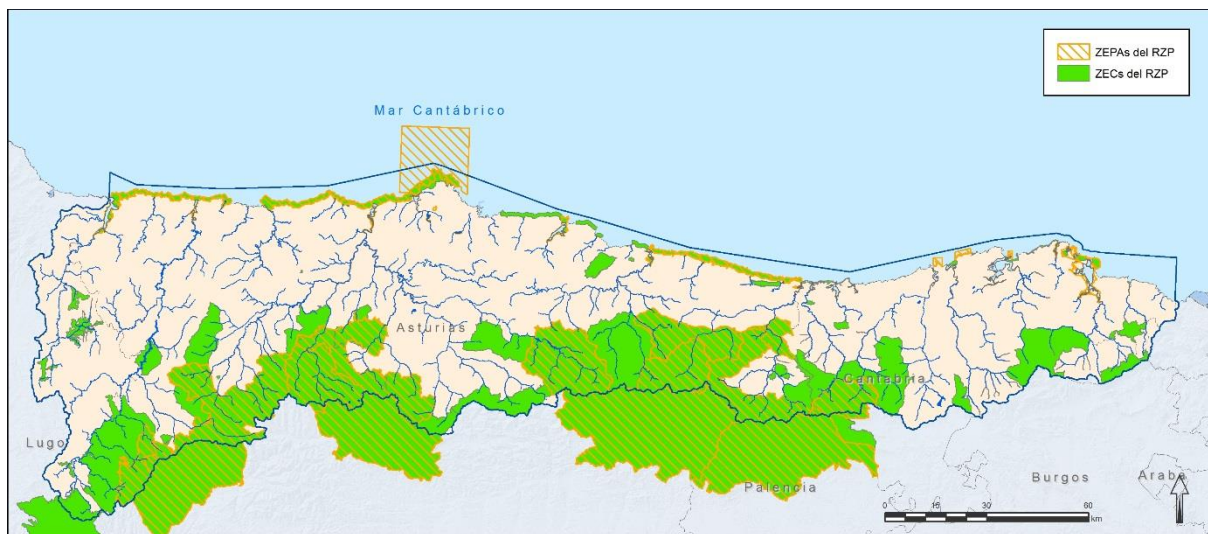 ZEPAs del RZP
ZECs del RZP
Mar Cantábrico
Asturias
Cantabria
Lugo
Palencia
Burgos
Araba
0 15 30 60
km